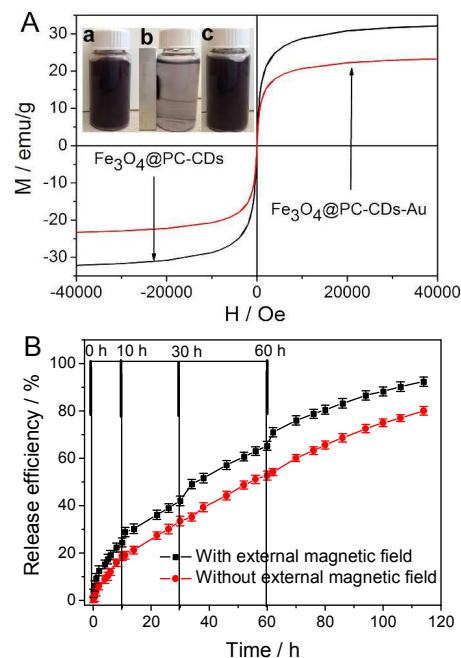 A
a b c
30
20
10
0
-10
-20
-30
M / emu/g
Fe3O4@PC-CDs
Fe3O4@PC-CDs-Au
-40000 -20000 0 20000 40000
H / Oe
B
0 h 10 h 30 h 60 h
100
80
60
40
20
0
Release efficiency / %
With external magnetic field
Without external magnetic field
0 20 40 60 80 100 120
Time / h